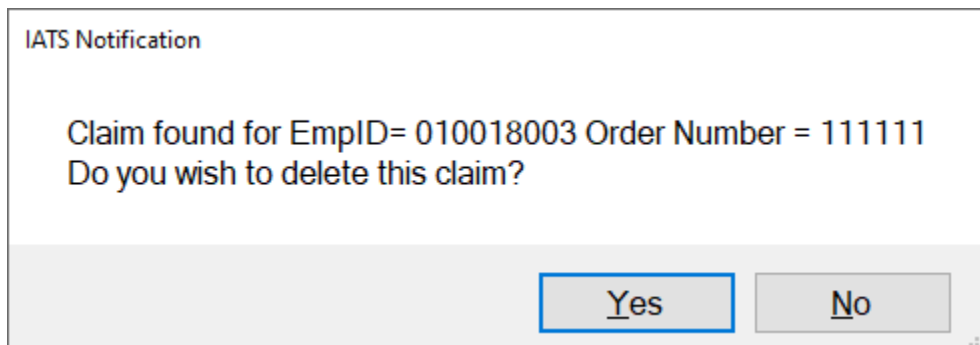 IATS Notification
Claim found for EmpID= 010018003 Order Number = 111111
Do you wish to delete this claim?
Yes No